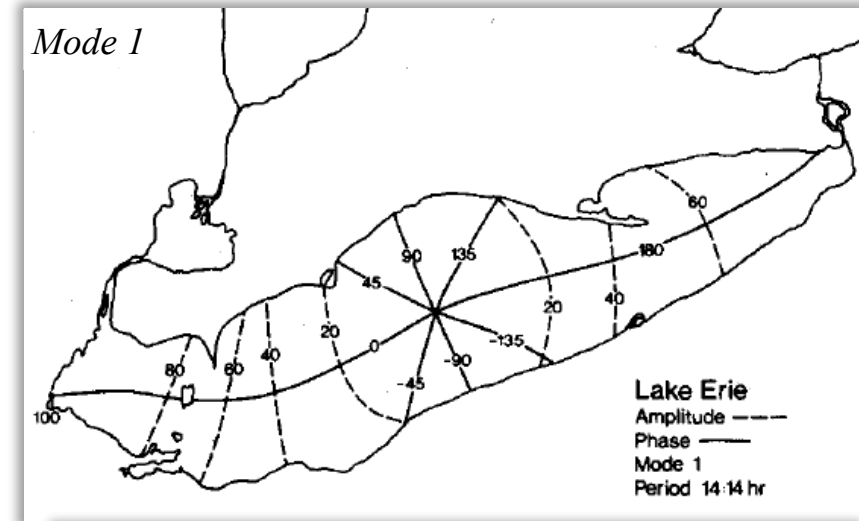 Mode 1
60
90
135
180
45
20
40
20
0
80
60
40
-135
-90
-45
100
Lake Erie
Amplitude ----
Phase ——
Mode 1
Period 14:14 hr